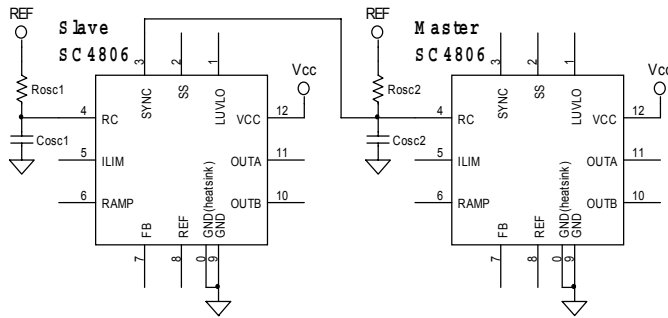 REF
Slave
SC4806
3
2
1
Rosc1
Cosc1
4
5
6
RC
ILIM
RAMP
SYNC
SS
LUVLO
VCC
OUTA
OUTB
FB
REF
GND(heatsink)
GND
Vcc
12
11
10
7
8
0
9
REF
Master
SC4806
3
2
1
Rosc2
Cosc2
4
5
6
RC
ILIM
RAMP
SYNC
SS
LUVLO
VCC
OUTA
OUTB
FB
REF
GND(heatsink)
GND
Vcc
12
11
10
7
8
0
9